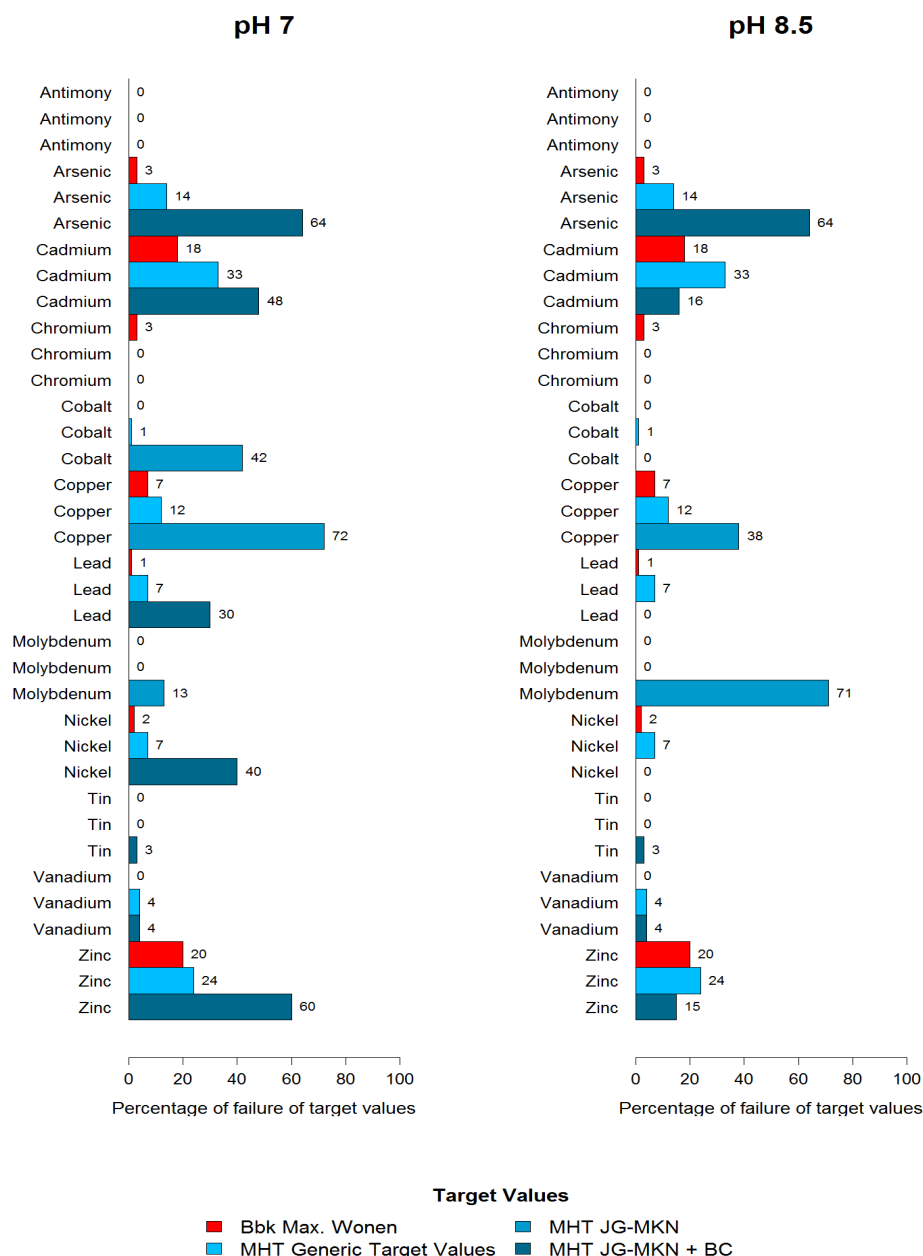 pH 7
pH 8.5
Antimony 0
Antimony 0
Antimony 0
Arsenic 3
Arsenic 14
Arsenic 64
Cadmium 18
Cadmium 33
Cadmium 48
Chromium 3
Chromium 0
Chromium 0
Cobalt 0
Cobalt 1
Cobalt 42
Copper 7
Copper 12
Copper 72
Lead 1
Lead 7
Lead 30
Molybdenum 0
Molybdenum 0
Molybdenum 13
Nickel 2
Nickel 7
Nickel 40
Tin 0
Tin 0
Tin 3
Vanadium 0
Vanadium 4
Vanadium 4
Zinc 20
Zinc 24
Zinc 60
0 20 40 60 80 100
Percentage of failure of target values
Antimony 0
Antimony 0
Antimony 0
Arsenic 3
Arsenic 14
Arsenic 64
Cadmium 18
Cadmium 33
Cadmium 16
Chromium 3
Chromium 0
Chromium 0
Cobalt 0
Cobalt 1
Cobalt 0
Copper 7
Copper 12
Copper 38
Lead 1
Lead 7
Lead 0
Molybdenum 0
Molybdenum 0
Molybdenum 71
Nickel 2
Nickel 7
Nickel 0
Tin 0
Tin 0
Tin 3
Vanadium 0
Vanadium 4
Vanadium 4
Zinc 20
Zinc 24
Zinc 15
0 20 40 60 80 100
Percentage of failure of target values
Target Values
Bbk Max. Wonen
MHT Generic Target Values
MHT JG-MKN
MHT JG-MKN + BC